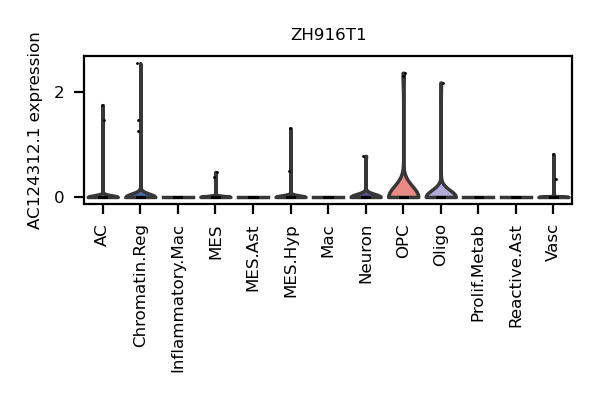 ZH916T1
AC124312.1 expression
2
0
AC
Chromatin.Reg
Inflammatory.Mac
MES
MES.Ast
MES.Hyp
Mac
Neuron
OPC
Oligo
Prolif.Metab
Reactive.Ast
Vasc